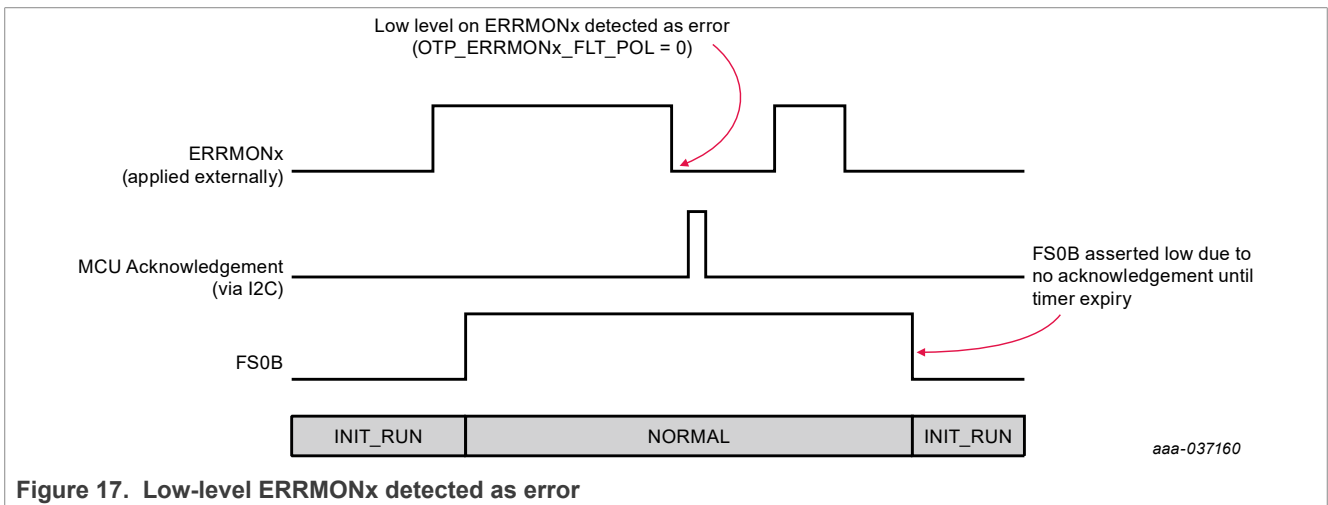 Low level on ERRMONx detected as error
(OTP_ERRMONx_FLT_POL = 0)
ERRMONx
(applied externally)
MCU Acknowledgement
(via I2C)
FS0B asserted low due to
no acknowledgement until
timer expiry
FS0B
INIT_RUN
NORMAL
INIT_RUN
aaa-037160
Figure 17. Low-level ERRMONx detected as error